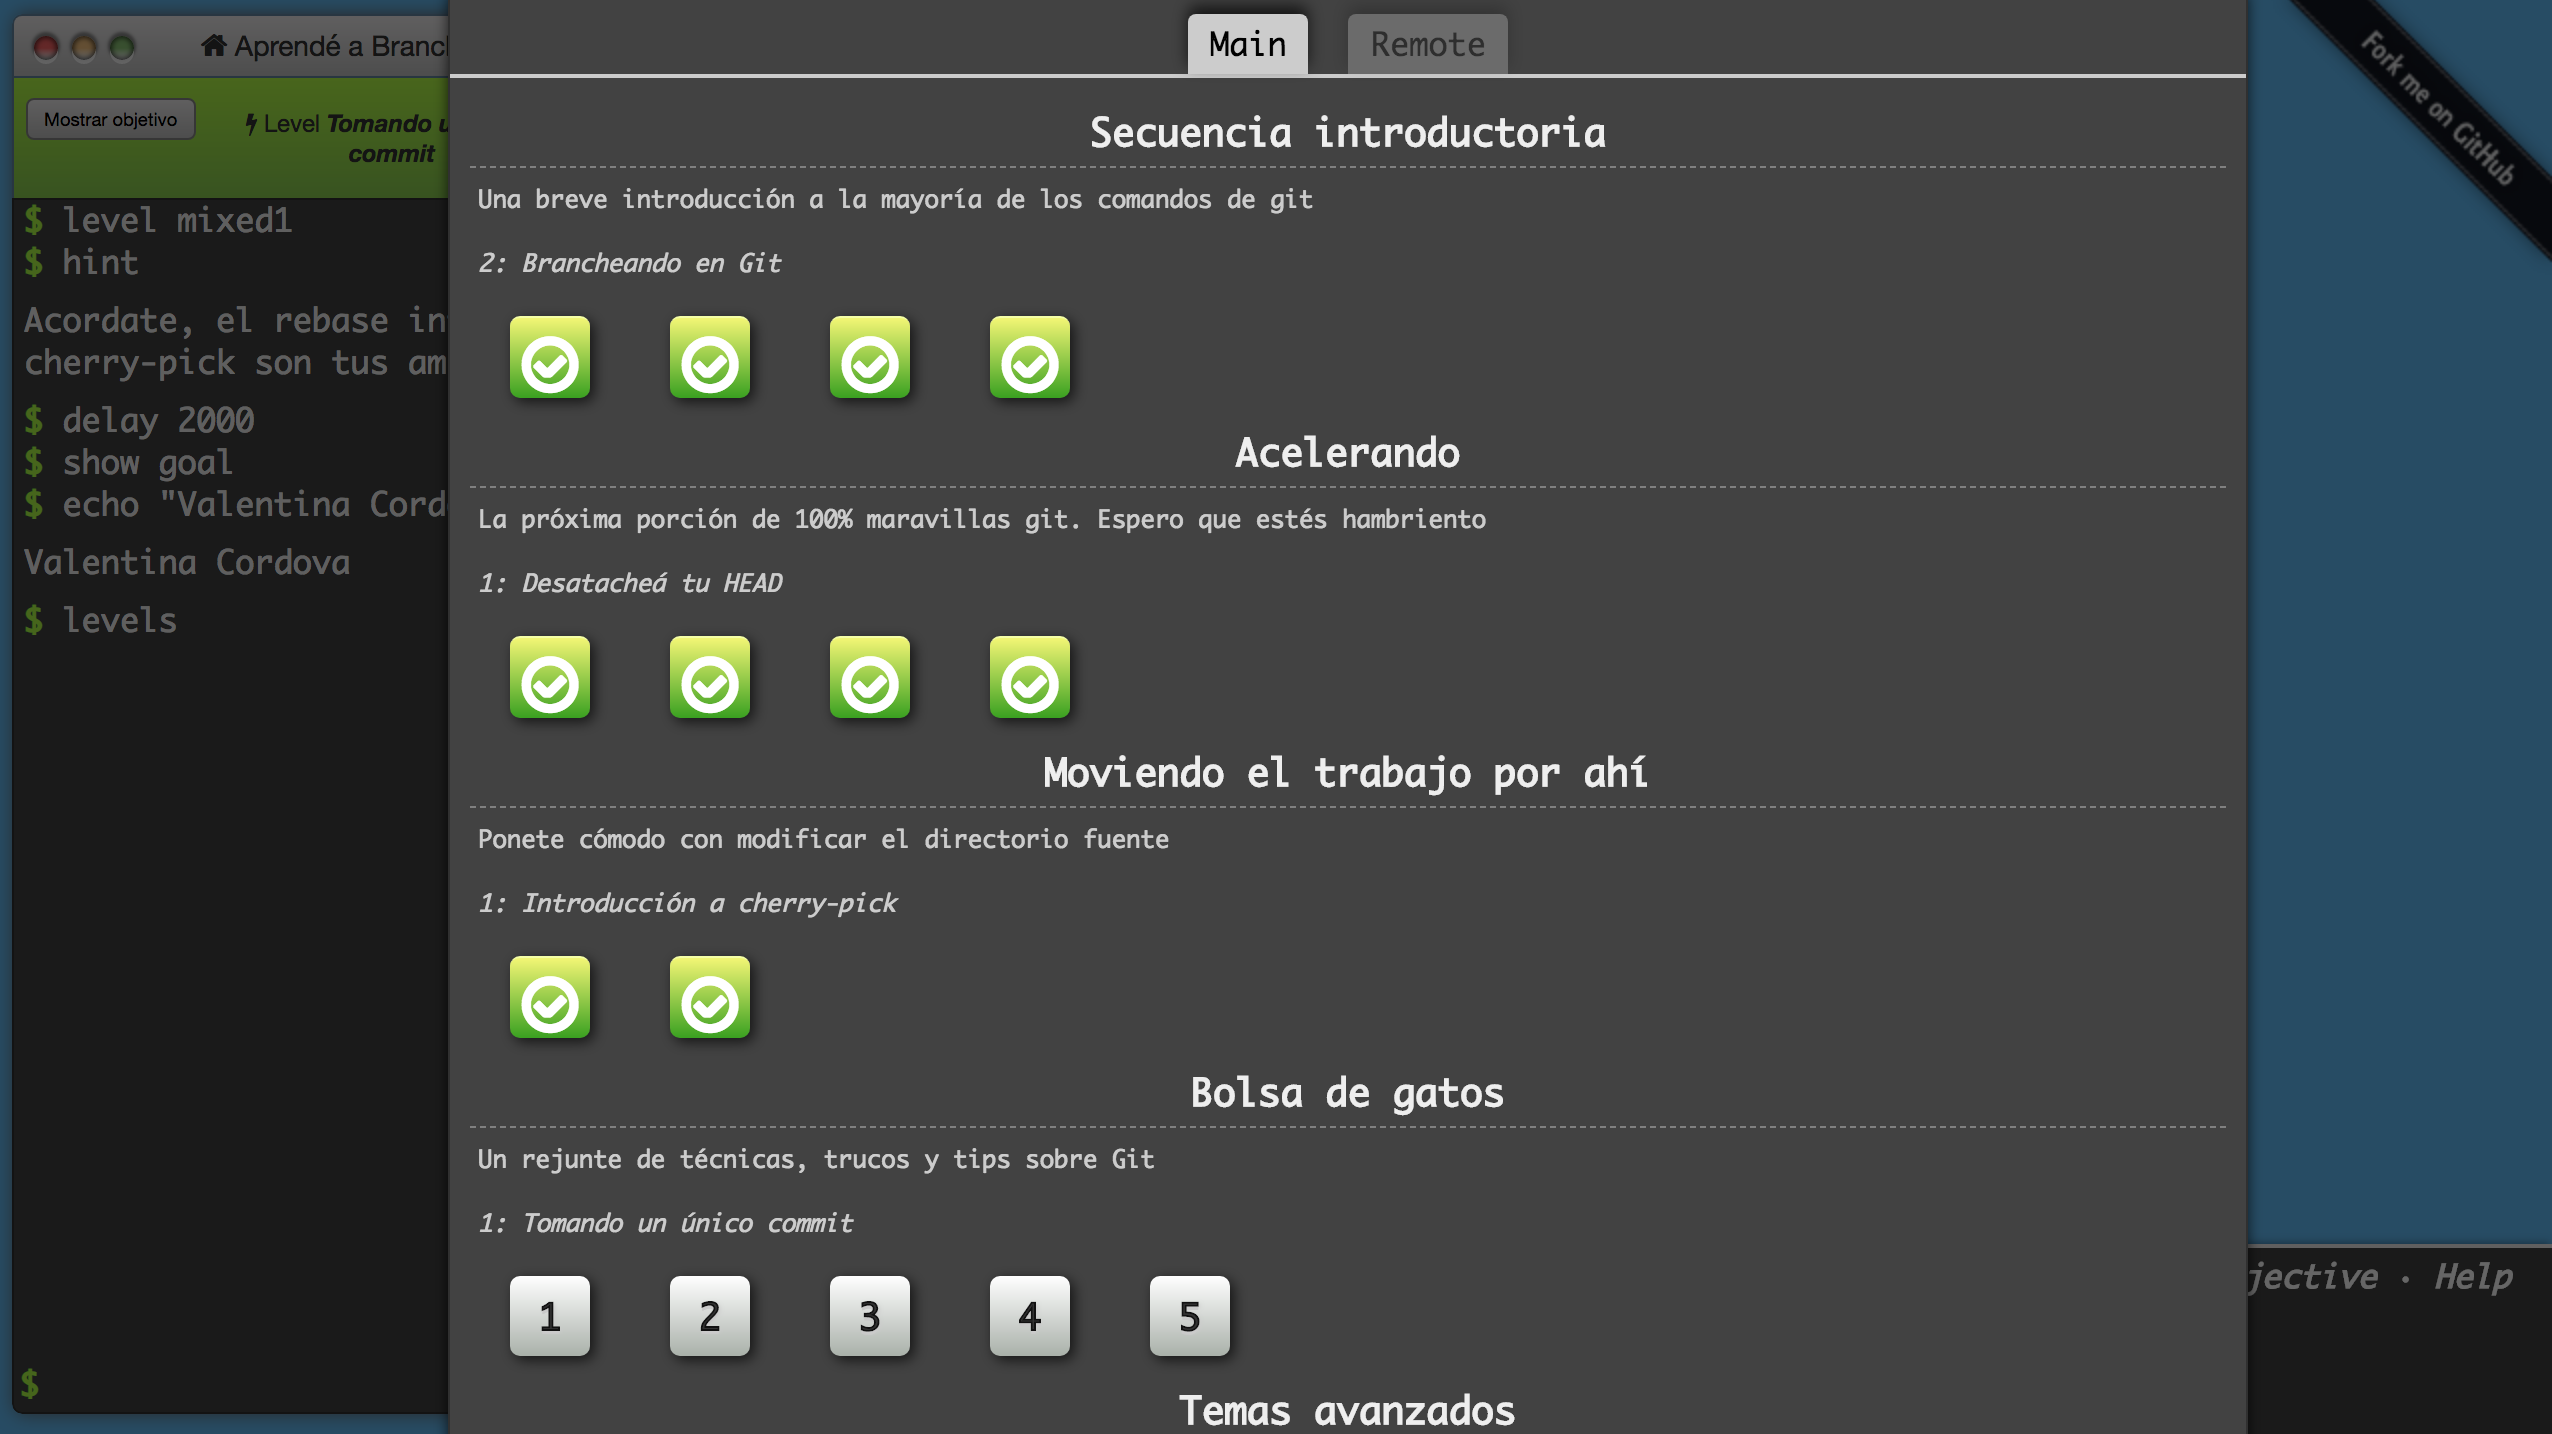 Aprendé a Branc
Mostrar objetivo
Level Tomando u
commit
$ level mixed1
$ hint
Acordate, el rebase in
cherry-pick son tus am
$ delay 2000
$ show goal
$ echo "Valentina Cord
Valentina Cordova
$ levels
$
Main
Remote
Secuencia introductoria
Una breve introducción a la mayoría de los comandos de git
2: Brancheando en Git
Acelerando
La próxima porción de 100% maravillas git. Espero que estés hambriento
1: Desatacheá tu HEAD
Moviendo el trabajo por ahí
Ponete cómodo con modificar el directorio fuente
1: Introducción a cherry-pick
Bolsa de gatos
Un rejunte de técnicas, trucos y tips sobre Git
1: Tomando un único commit
1 2 3 4 5
Temas avanzados
Fork me on GitHub
jective · Help